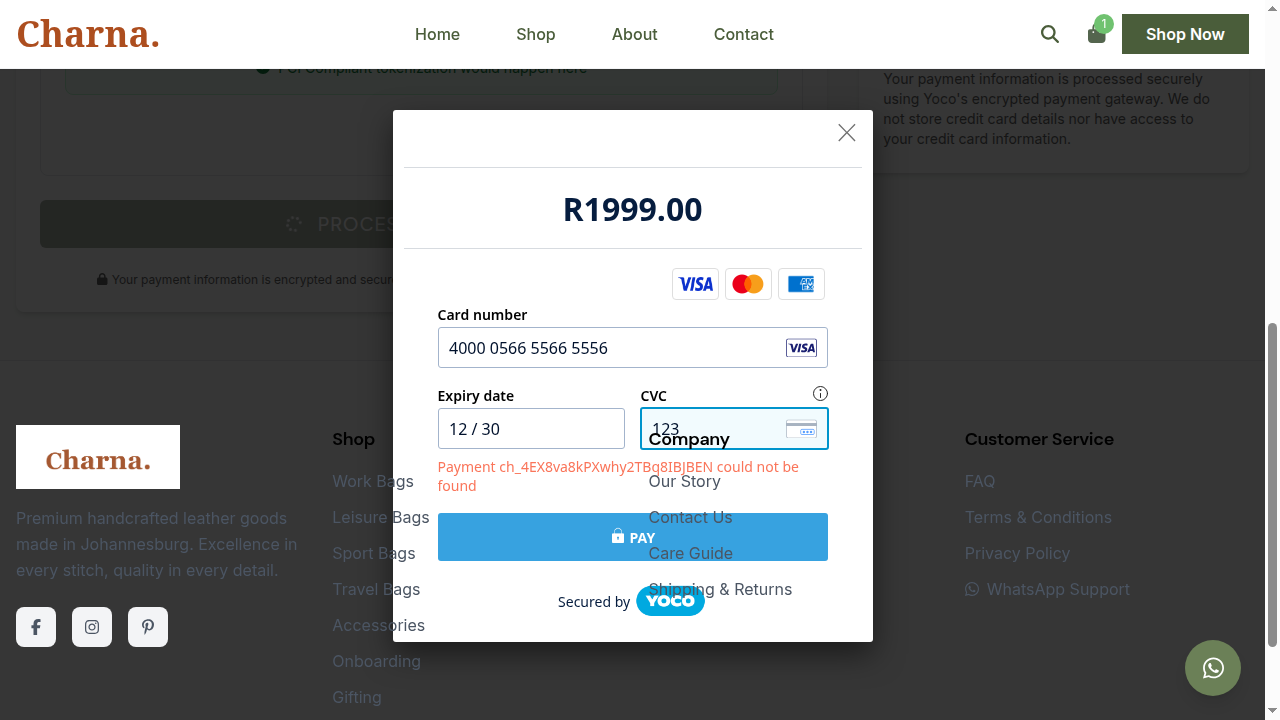 Charna.
Home
Shop
About
Contact
1
Shop Now
PCI Compliant tokenization would happen here
Your payment information is processed securely
using Yoco's encrypted payment gateway. We do
not store credit card details nor have access to
your credit card information.
R1999.00
PROCES
VISA
AM
EX
Your payment information is encrypted and secur
Card number
4000 0566 5566 5556
VISA
Expiry date
CVC
12 / 30
123
Payment ch_4EX8va8kPXwhy2TBq8IBJBEN could not be
found
PAY
Secured by
YOCO
Charna.
Premium handcrafted leather goods
made in Johannesburg. Excellence in
every stitch, quality in every detail.
Shop
Work Bags
Leisure Bags
Sport Bags
Travel Bags
Accessories
Onboarding
Gifting
Company
Our Story
Contact Us
Care Guide
Shipping & Returns
Customer Service
FAQ
Terms & Conditions
Privacy Policy
WhatsApp Support